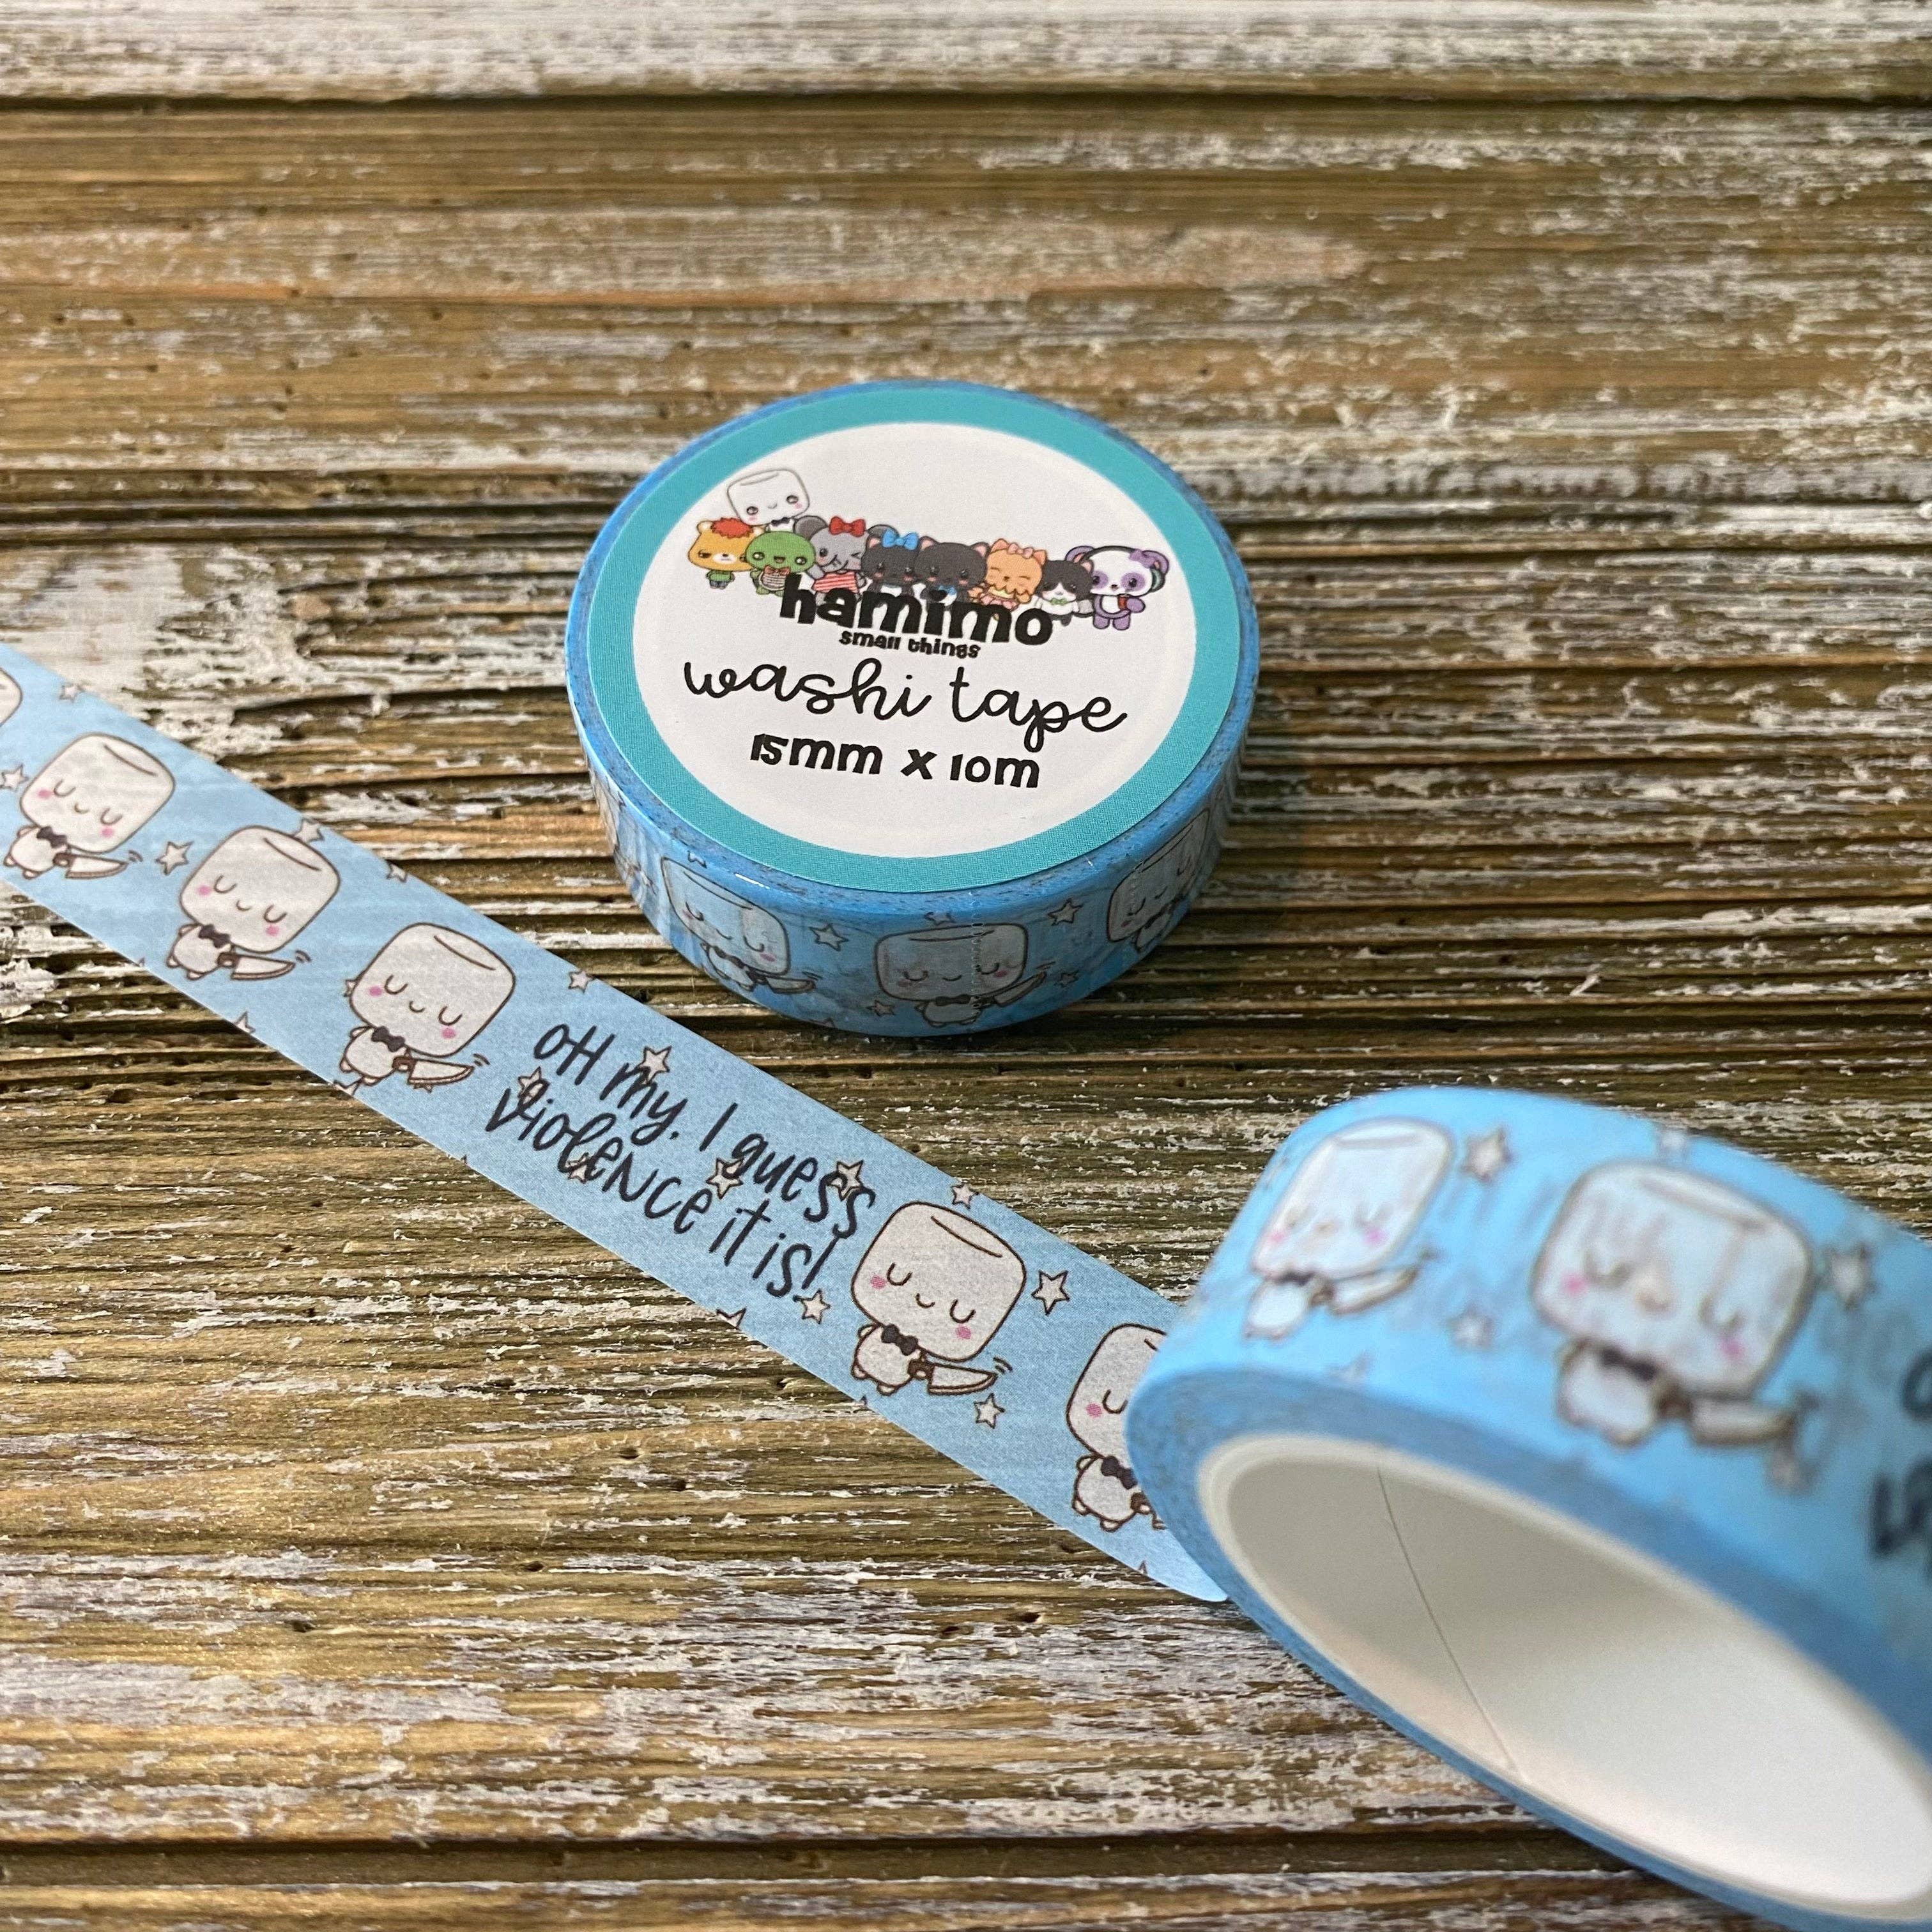 hamimo
small things
washi tape
15mm x 10m
oH my. I guess
violence it is!